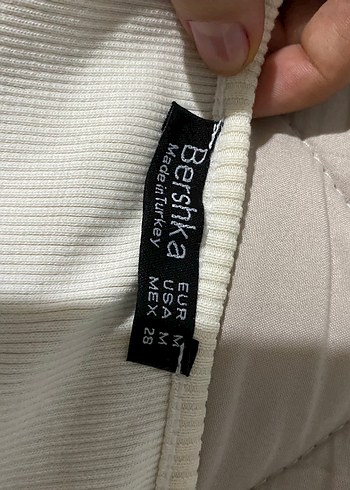 Bershka
Made in Turkey
EUR M
USA M
MEX 28